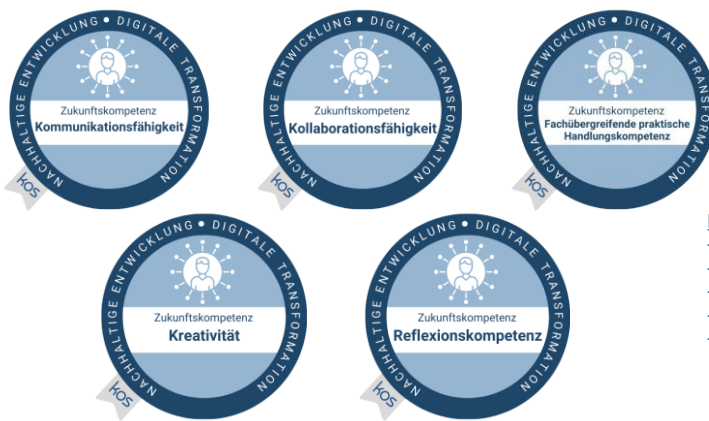 NACHHALTIGE ENTWICKLUNG • DIGITALE TRANSFORMATION
Zukunftskompetenz
Kommunikationsfähigkeit
kos
NACHHALTIGE ENTWICKLUNG • DIGITALE TRANSFORMATION
Zukunftskompetenz
Kollaborationsfähigkeit
kos
NACHHALTIGE ENTWICKLUNG • DIGITALE TRANSFORMATION
Zukunftskompetenz
Fachübergreifende praktische
Handlungskompetenz
kos
NACHHALTIGE ENTWICKLUNG • DIGITALE TRANSFORMATION
Zukunftskompetenz
Kreativität
kos
NACHHALTIGE ENTWICKLUNG • DIGITALE TRANSFORMATION
Zukunftskompetenz
Reflexionskompetenz
kos